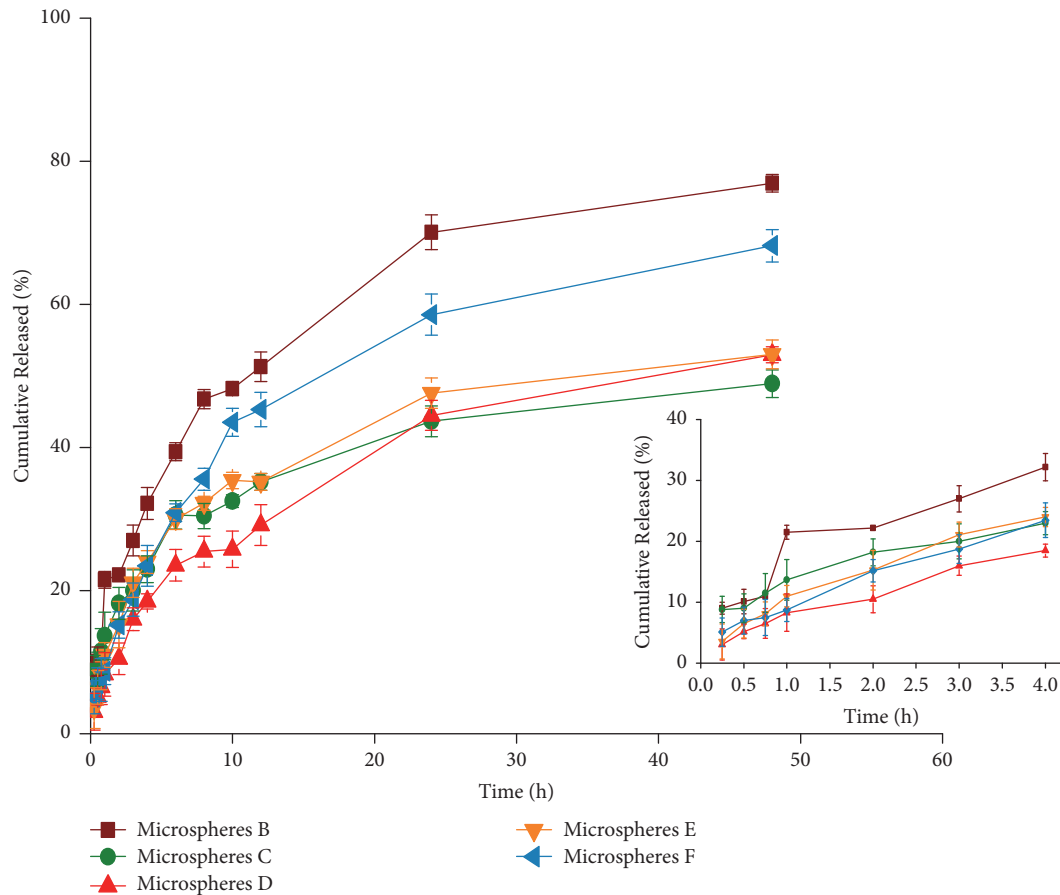 100
80
60
40
20
0
Cumulative Released (%)
0 10 20 30 40 50 60
Time (h)
40
30
20
10
0
Cumulative Released (%)
0.0 0.5 1.0 1.5 2.0 2.5 3.0 3.5 4.0
Time (h)
Microspheres B
Microspheres C
Microspheres D
Microspheres E
Microspheres F